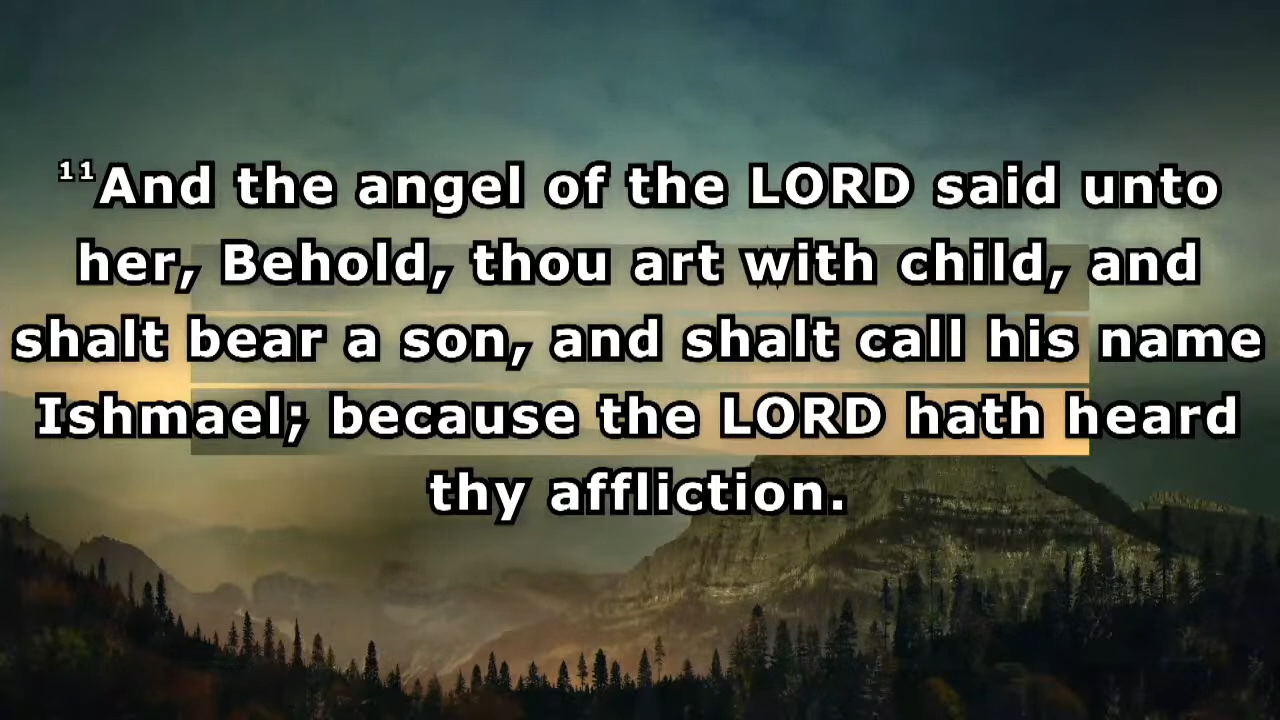 ¹¹And the angel of the LORD said unto
her, Behold, thou art with child, and
shalt bear a son, and shalt call his name
Ishmael; because the LORD hath heard
thy affliction.